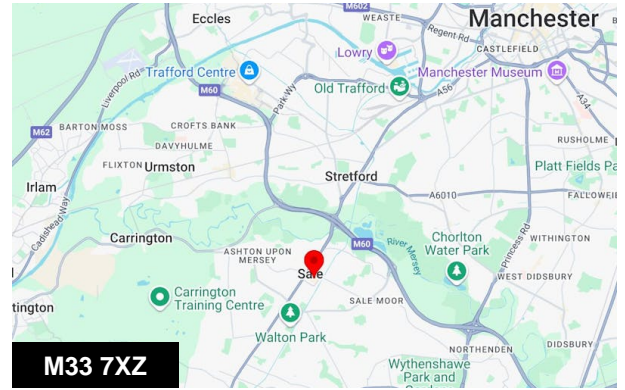 Eccles
WEASTE
M602
Manchester
Regent Rd
CASTLEFIELD
Lowry
Trafford Centre
Manchester Museum
Liverpool Rd
M60
Park Wy
Old Trafford
A56
A34
M62
BARTON MOSS
CROFTS BANK
RUSHOLME
DAVYHULME
FLIXTON
Urmston
Platt Fields Pa
Stretford
Irlam
A6010
FALLOWFI
Cadishead Way
Princess Rd
Carrington
M60
River
Mersey
Chorlton
Water Park
WITHINGTON
ASHTON UPON
MERSEY
Sale
WEST DIDSBURY
Carrington
Training Centre
SALE MOOR
tington
Walton Park
DIDSBURY
NORTHENDEN
Wythenshawe
Park and
M33 7XZ